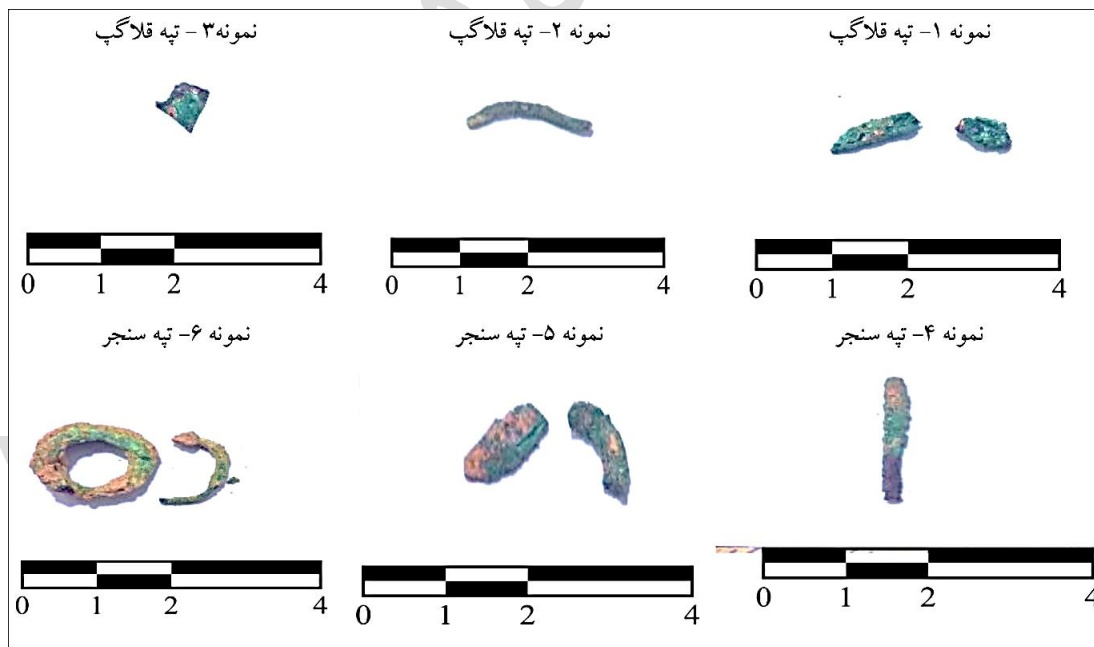 نمونه ۱- تپه قلاگپ
نمونه ۲- تپه قلاگپ
نمونه۳ - تپه قلاگپ
0 1 2 4
0 1 2 4
0 1 2 4
نمونه ۴- تپه سنجر
نمونه ۵- تپه سنجر
نمونه ۶- تپه سنجر
0 1 2 4
0 1 2 4
0 1 2 4